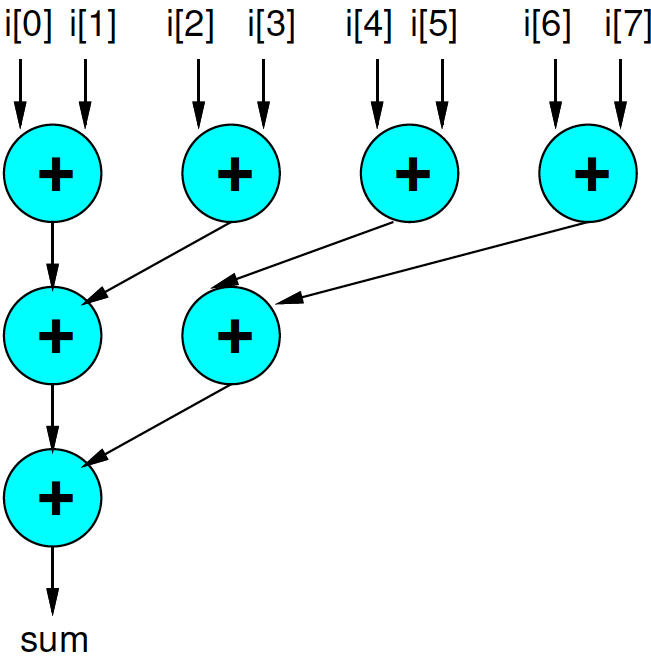 i[0] i[1] i[2] i[3] i[4] i[5] i[6] i[7]
+ + + +
+ +
+
sum